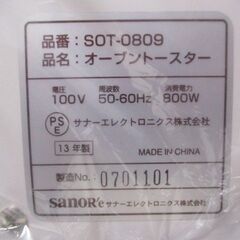 品番：SOT-0809
品名：オーブントースター
電圧 周波数 消費電力
100V 50-60Hz 800W
PSE
サナーエレクトロニクス株式会社
13年製
MADE IN CHINA
製造No. 0701101
sanor'e サナーエレクトロニクス株式会社